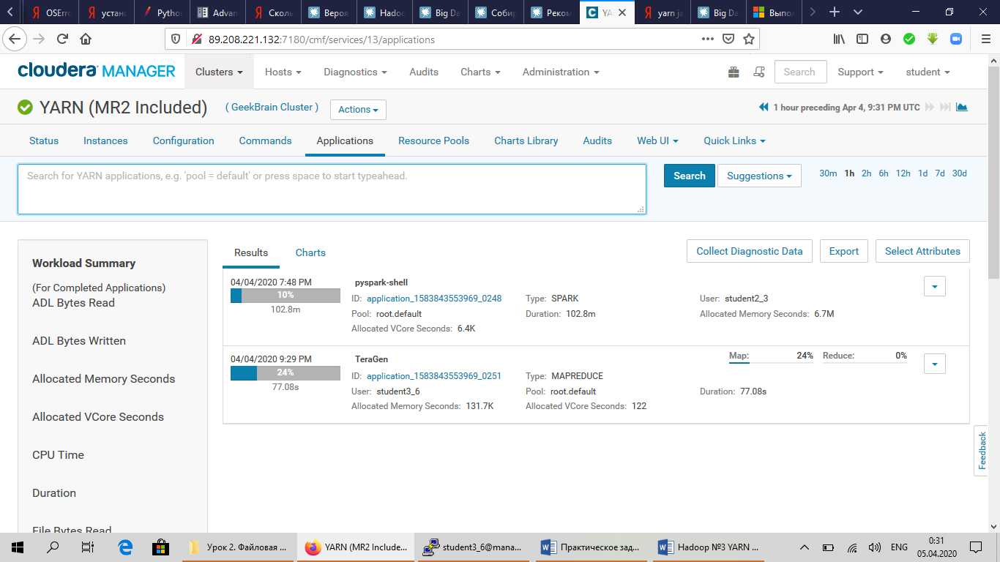 OSErro
устано
Pytho
Advan
Сколь
Вероя
Hadoc
Big Da
Собир
Реком
YA
yarn ja
Big Da
Выпол
89.208.221.132:7180/cmf/services/13/applications
cloudera MANAGER
Clusters
Hosts
Diagnostics
Audits
Charts
Administration
Search
Support
student
YARN (MR2 Included)
( GeekBrain Cluster )
Actions
1 hour preceding Apr 4, 9:31 PM UTC
Status
Instances
Configuration
Commands
Applications
Resource Pools
Charts Library
Audits
Web UI
Quick Links
Search for YARN applications, e.g. 'pool = default' or press space to start typeahead.
Search
Suggestions
30m 1h 2h 6h 12h 1d 7d 30d
Workload Summary
(For Completed Applications)
ADL Bytes Read
ADL Bytes Written
Allocated Memory Seconds
Allocated VCore Seconds
CPU Time
Duration
File Bytes Read
Results
Charts
Collect Diagnostic Data
Export
Select Attributes
04/04/2020 7:48 PM
10%
102.8m
pyspark-shell
ID: application_1583843553969_0248
Type: SPARK
User: student2_3
Pool: root.default
Duration: 102.8m
Allocated Memory Seconds: 6.7M
Allocated VCore Seconds: 6.4K
04/04/2020 9:29 PM
24%
77.08s
TeraGen
Map: 24%
Reduce: 0%
ID: application_1583843553969_0251
Type: MAPREDUCE
User: student3_6
Pool: root.default
Duration: 77.08s
Allocated Memory Seconds: 131.7K
Allocated VCore Seconds: 122
Feedback
Урок 2. Файловая ...
YARN (MR2 Include...
student3_6@mana...
Практическое зад...
Hadoop №3 YARN ...
ENG
0:31
05.04.2020